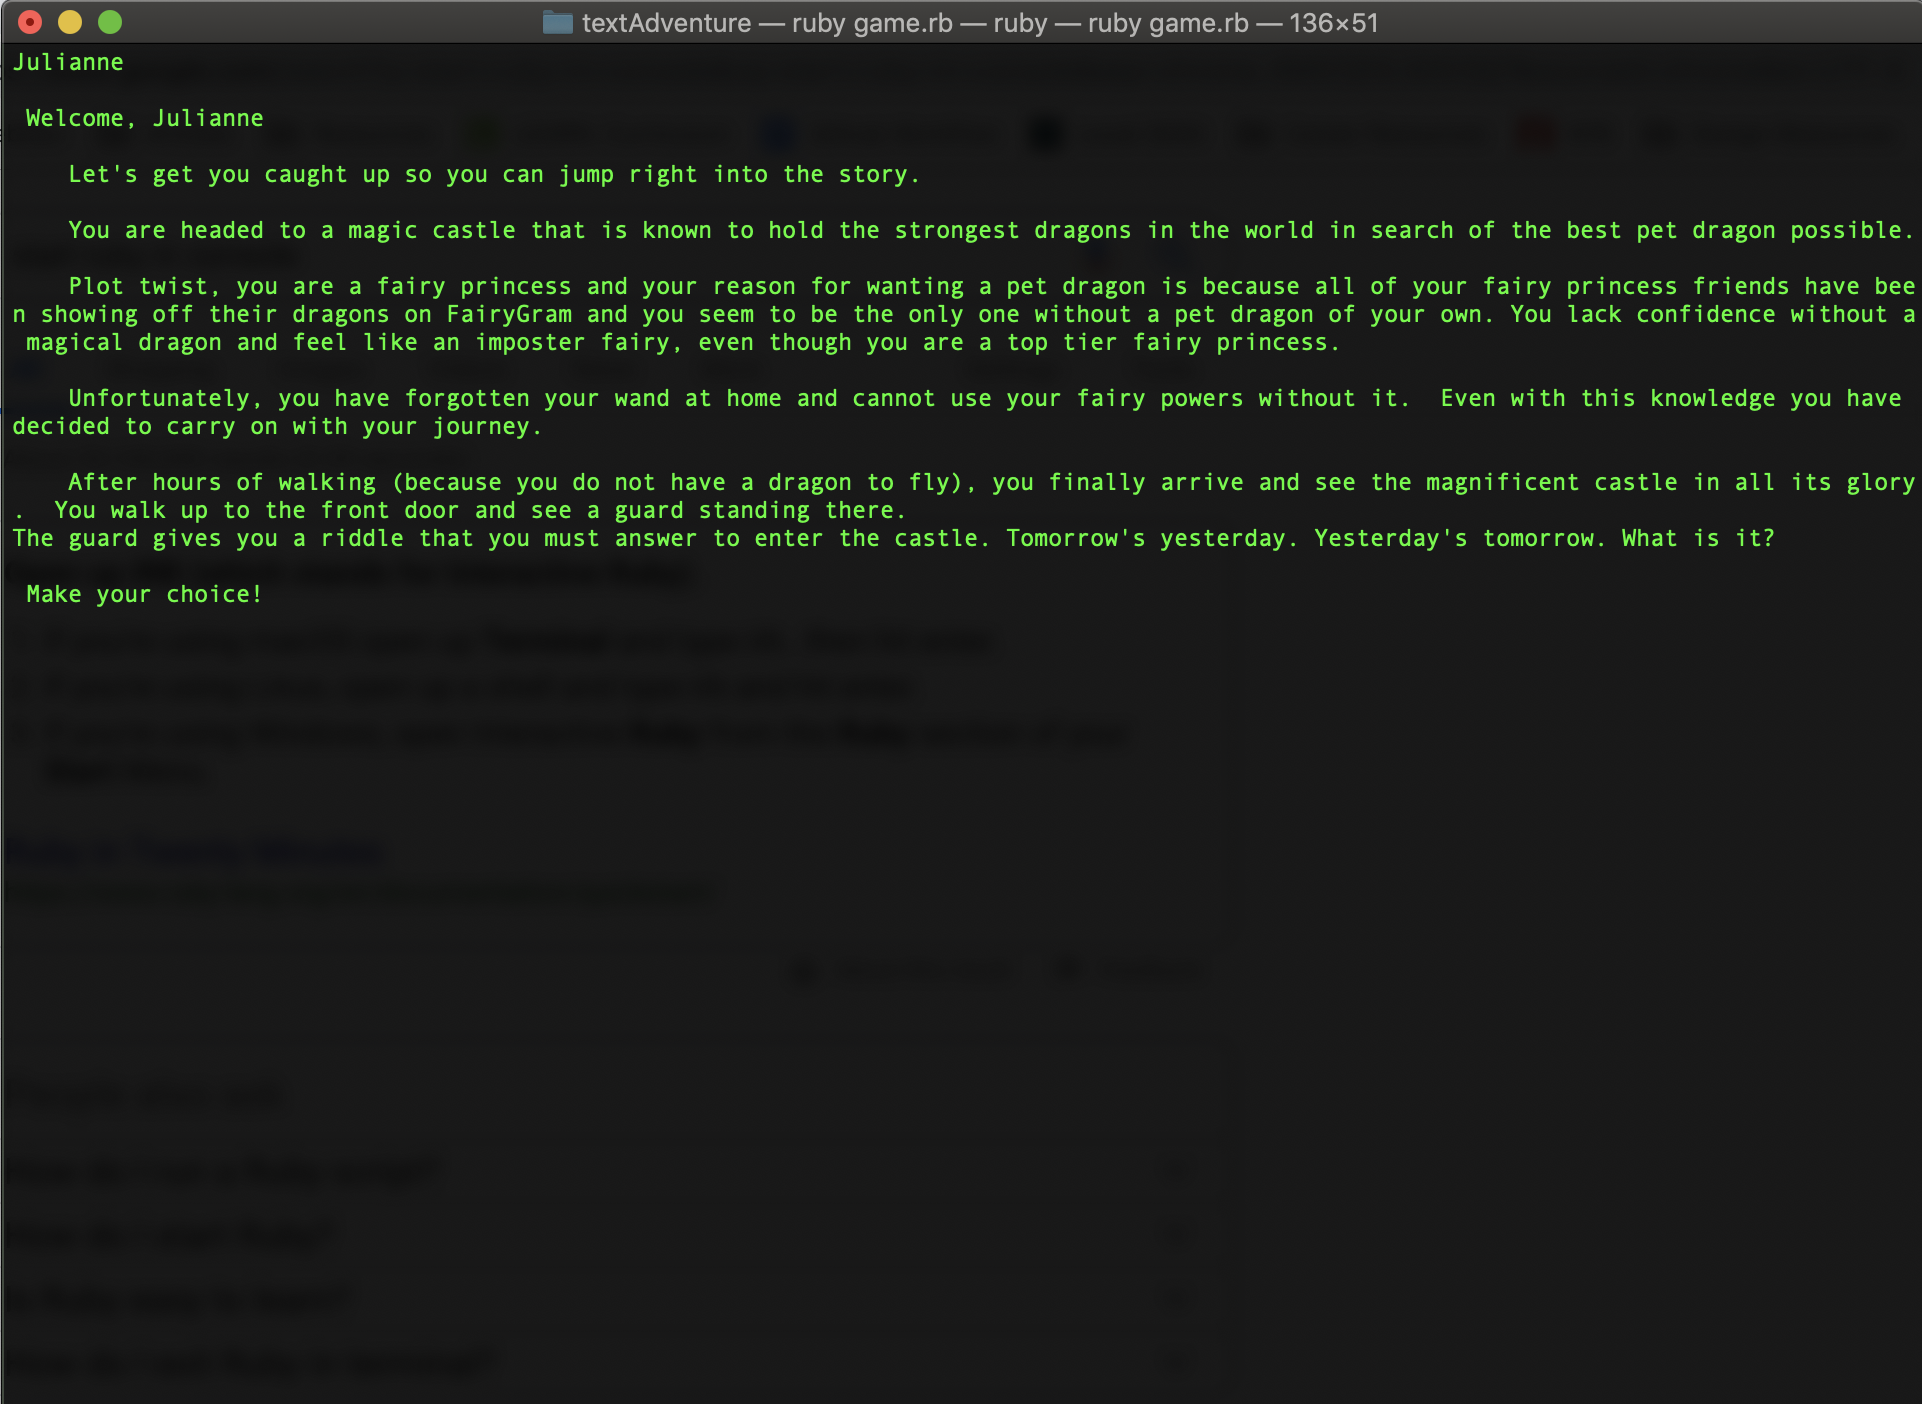 textAdventure — ruby game.rb — ruby — ruby game.rb — 136×51
Julianne
Welcome, Julianne
Let's get you caught up so you can jump right into the story.
You are headed to a magic castle that is known to hold the strongest dragons in the world in search of the best pet dragon possible.
Plot twist, you are a fairy princess and your reason for wanting a pet dragon is because all of your fairy princess friends have bee
n showing off their dragons on FairyGram and you seem to be the only one without a pet dragon of your own. You lack confidence without a
magical dragon and feel like an imposter fairy, even though you are a top tier fairy princess.
Unfortunately, you have forgotten your wand at home and cannot use your fairy powers without it.  Even with this knowledge you have
decided to carry on with your journey.
After hours of walking (because you do not have a dragon to fly), you finally arrive and see the magnificent castle in all its glory
.  You walk up to the front door and see a guard standing there.
The guard gives you a riddle that you must answer to enter the castle. Tomorrow's yesterday. Yesterday's tomorrow. What is it?
Make your choice!